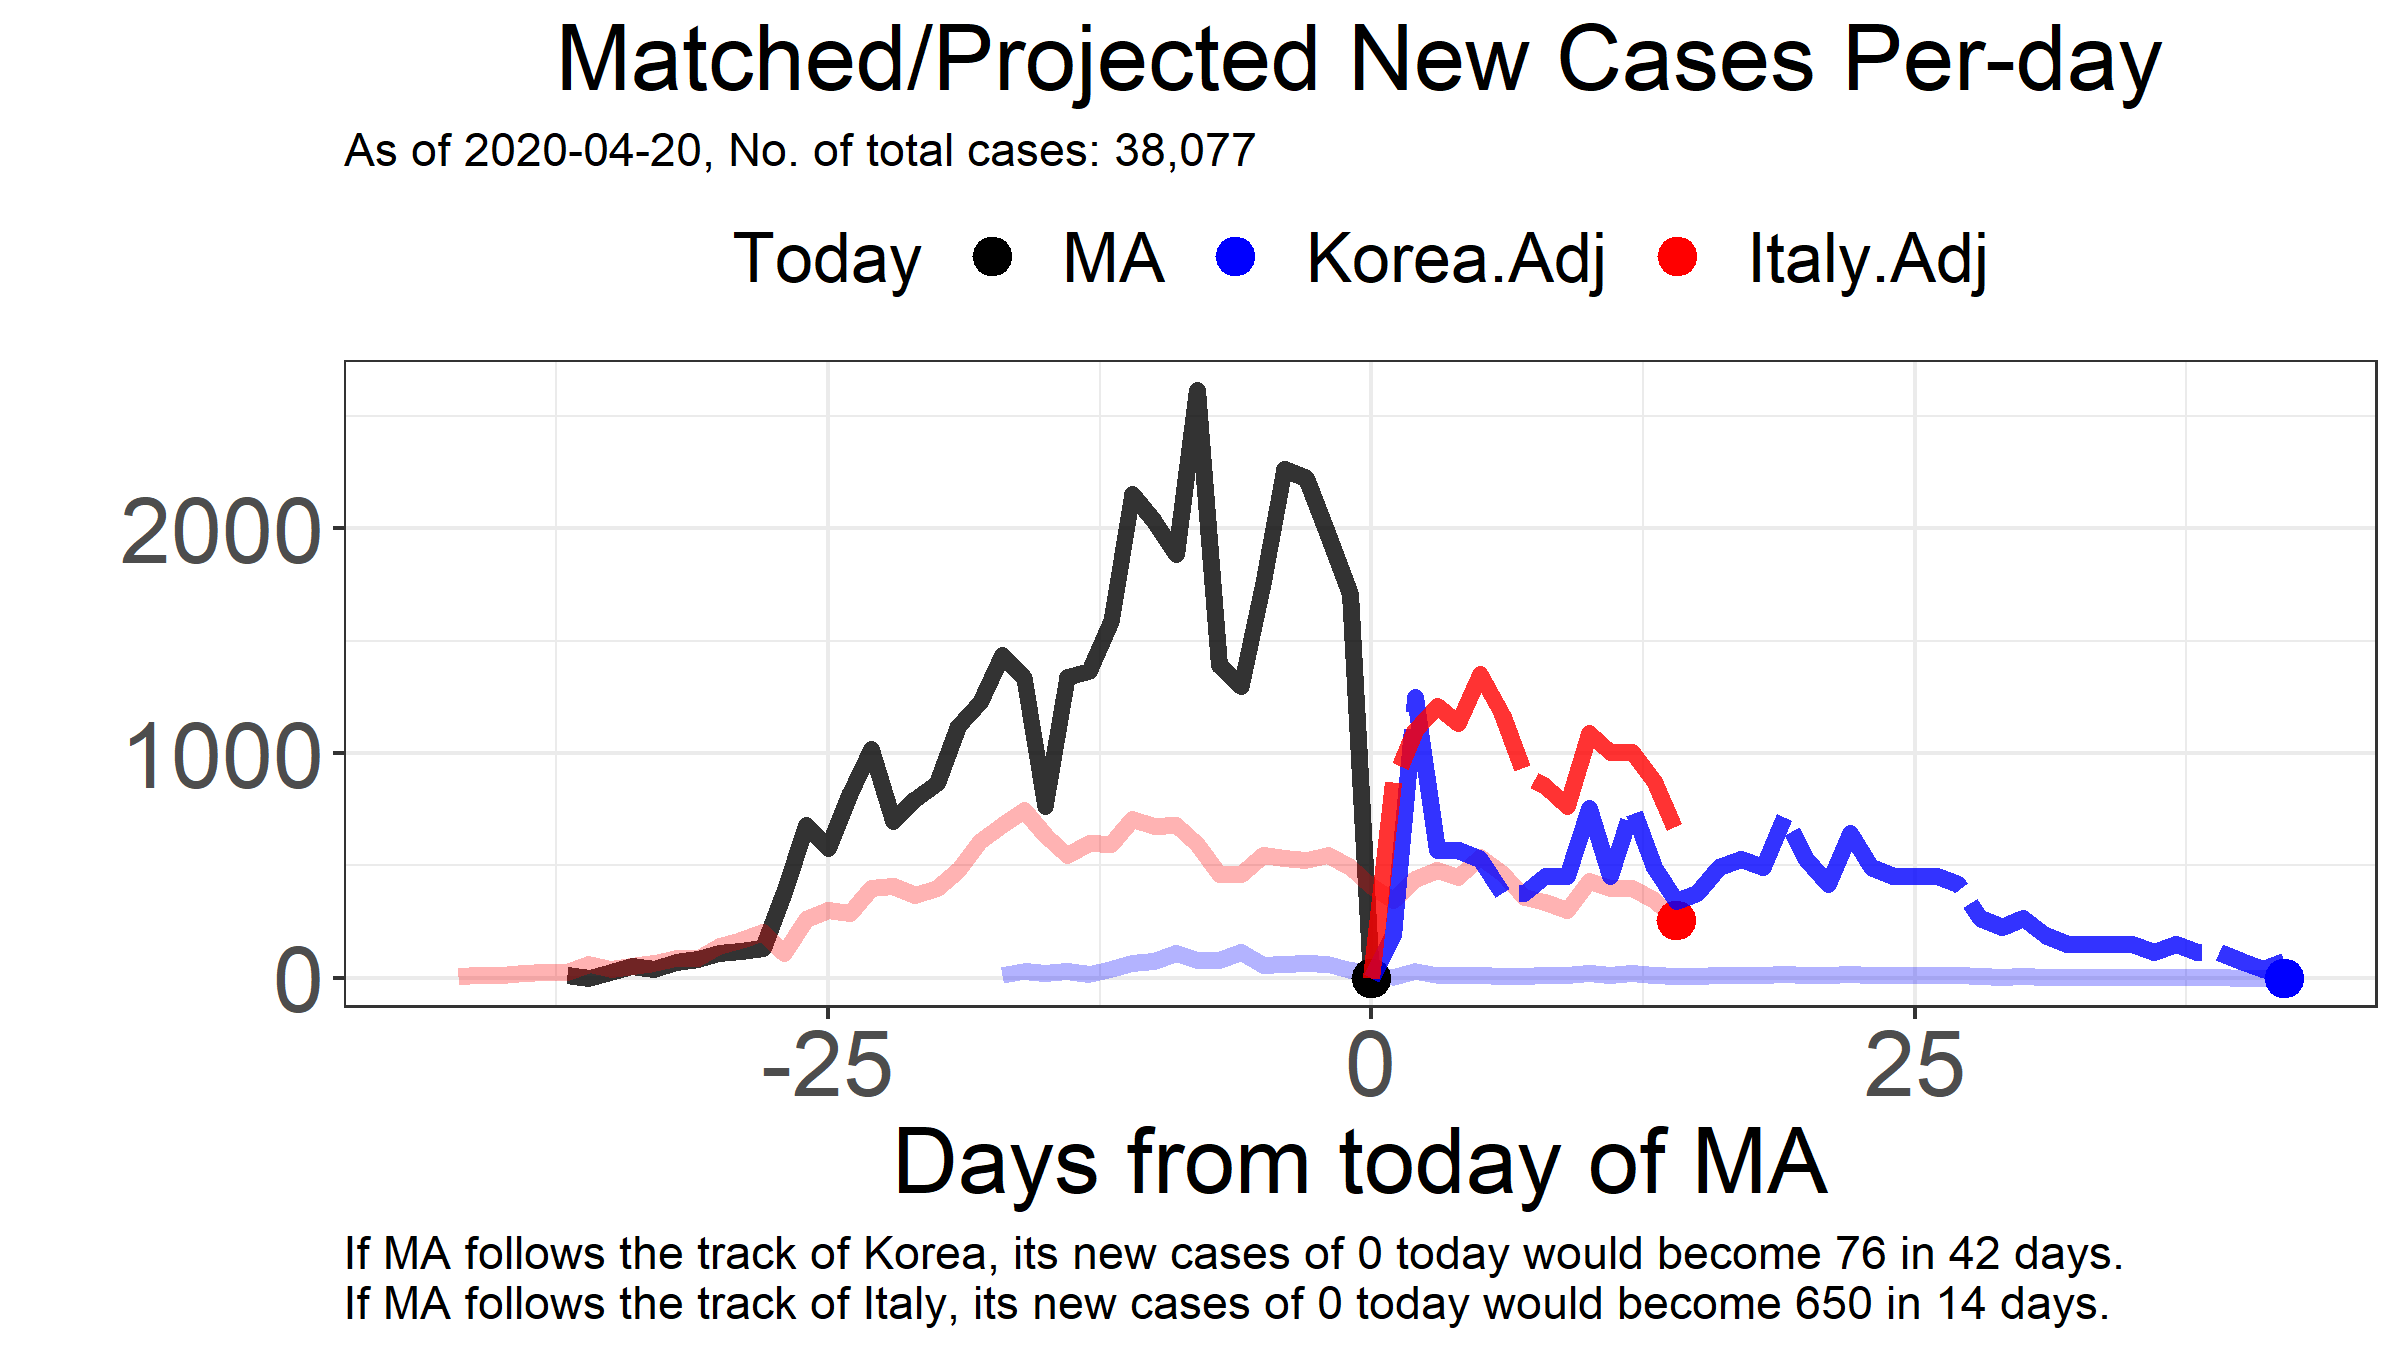 Matched/Projected New Cases Per-day
As of 2020-04-20, No. of total cases: 38,077
Today MA Korea.Adj Italy.Adj
2000
1000
0
-25 0 25
Days from today of MA
If MA follows the track of Korea, its new cases of 0 today would become 76 in 42 days.
If MA follows the track of Italy, its new cases of 0 today would become 650 in 14 days.